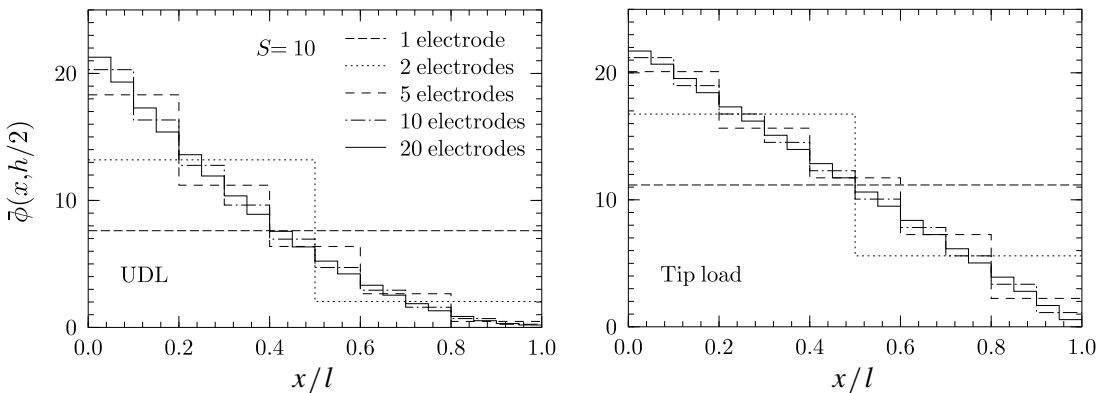 S= 10
1 electrode
2 electrodes
5 electrodes
10 electrodes
20 electrodes
UDL
ϕ̄(x,h/2)
20
10
0
0.0 0.2 0.4 0.6 0.8 1.0
x/l
20
10
0
Tip load
0.0 0.2 0.4 0.6 0.8 1.0
x/l